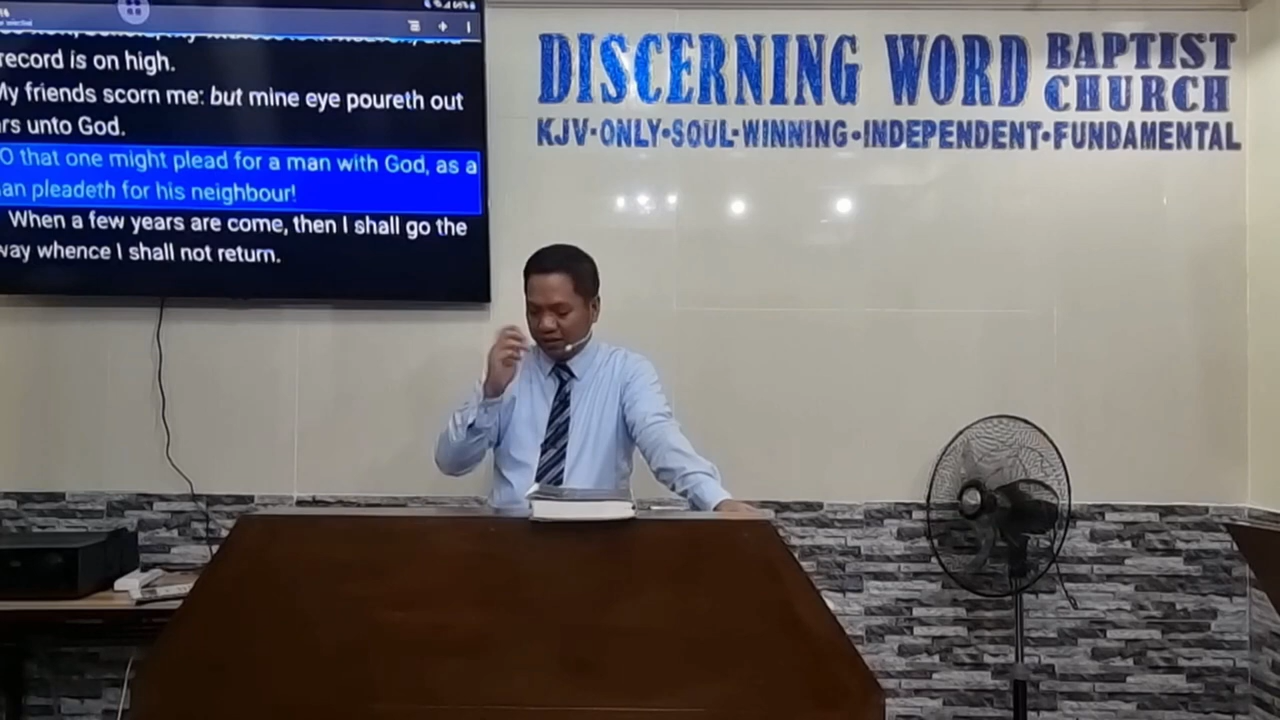 record is on high.
My friends scorn me: but mine eye poureth out
unto God.
O that one might plead for a man with God, as a
pleadeth for his neighbour!
When a few years are come, then I shall go the
way whence I shall not return.
DISCERNING WORD BAPTIST CHURCH
KJV•ONLY•SOUL-WINNING•INDEPENDENT•FUNDAMENTAL